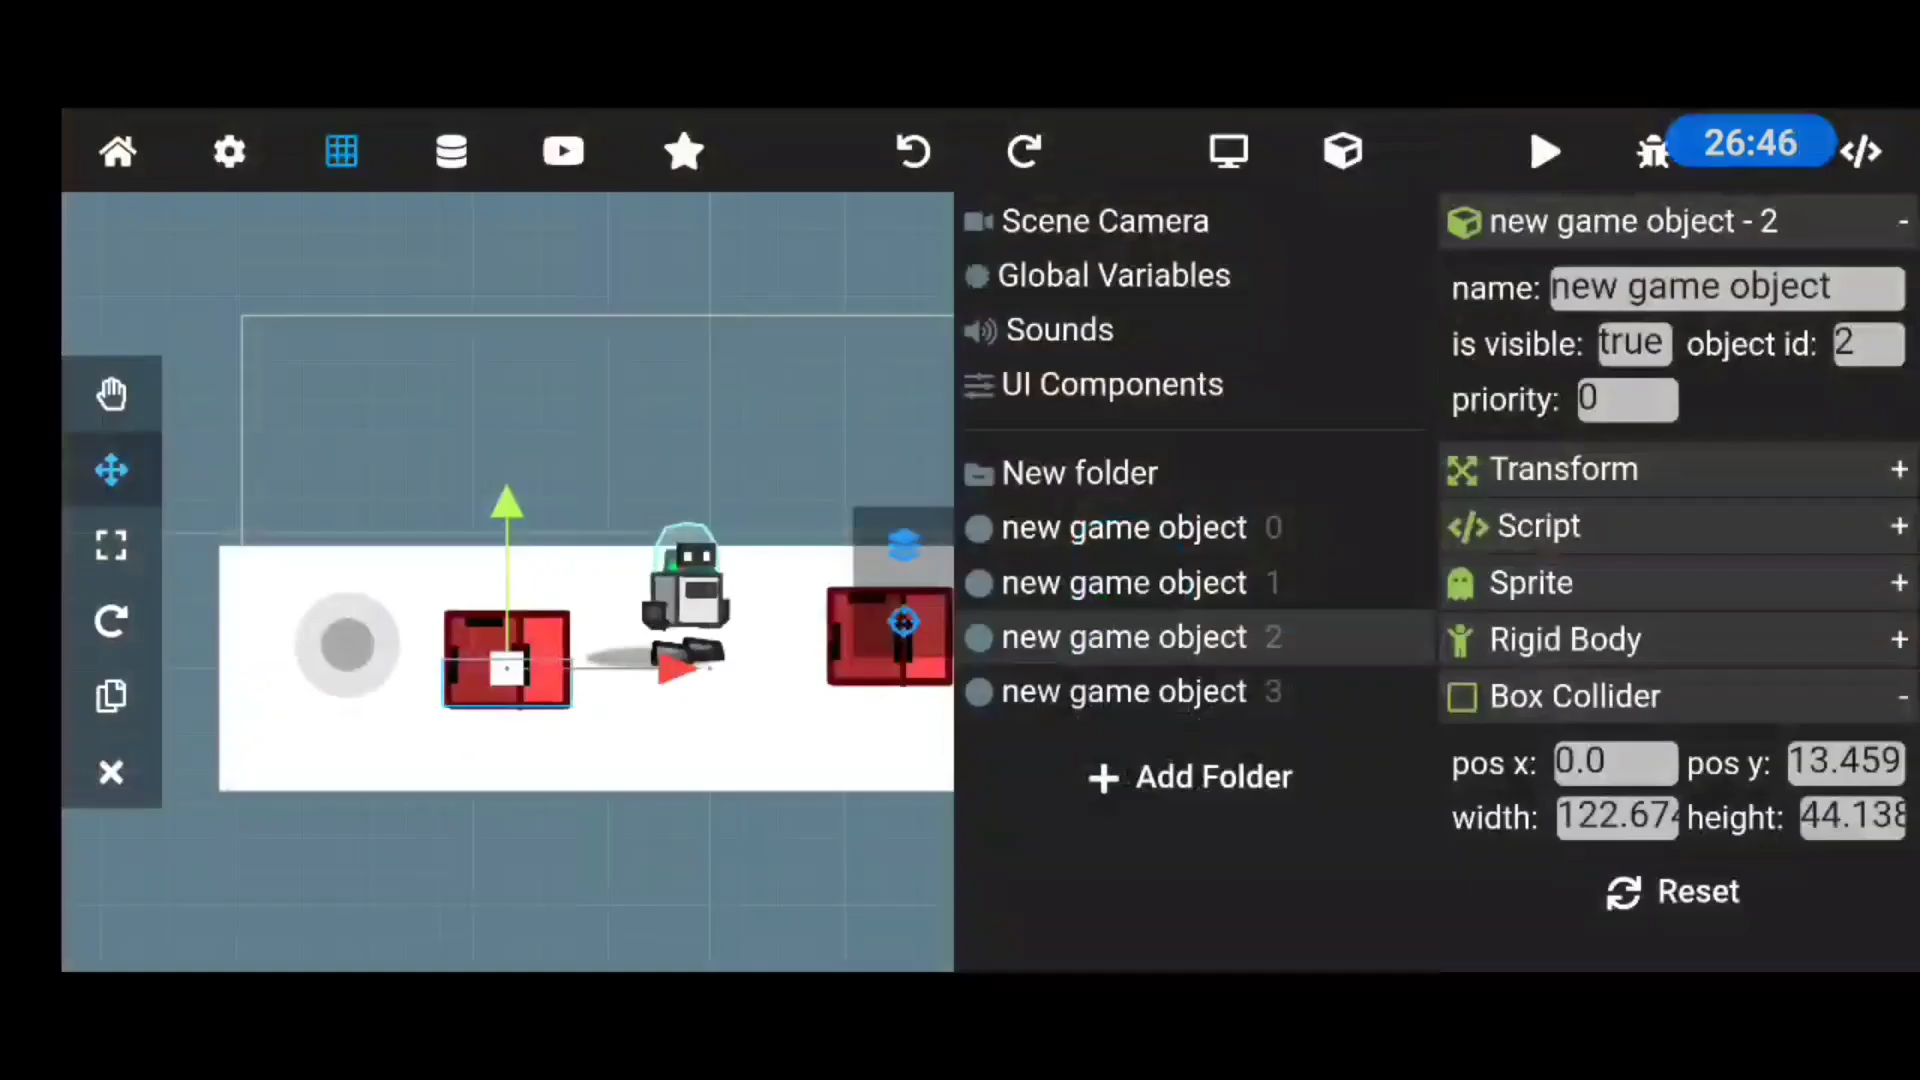 26:46
Scene Camera
Global Variables
Sounds
UI Components
New folder
new game object 0
new game object 1
new game object 2
new game object 3
Add Folder
new game object - 2 -
name: new game object
is visible: true object id: 2
priority: 0
Transform +
Script +
Sprite +
Rigid Body +
Box Collider -
pos x: 0.0 pos y: 13.459
width: 122.674 height: 44.138
Reset